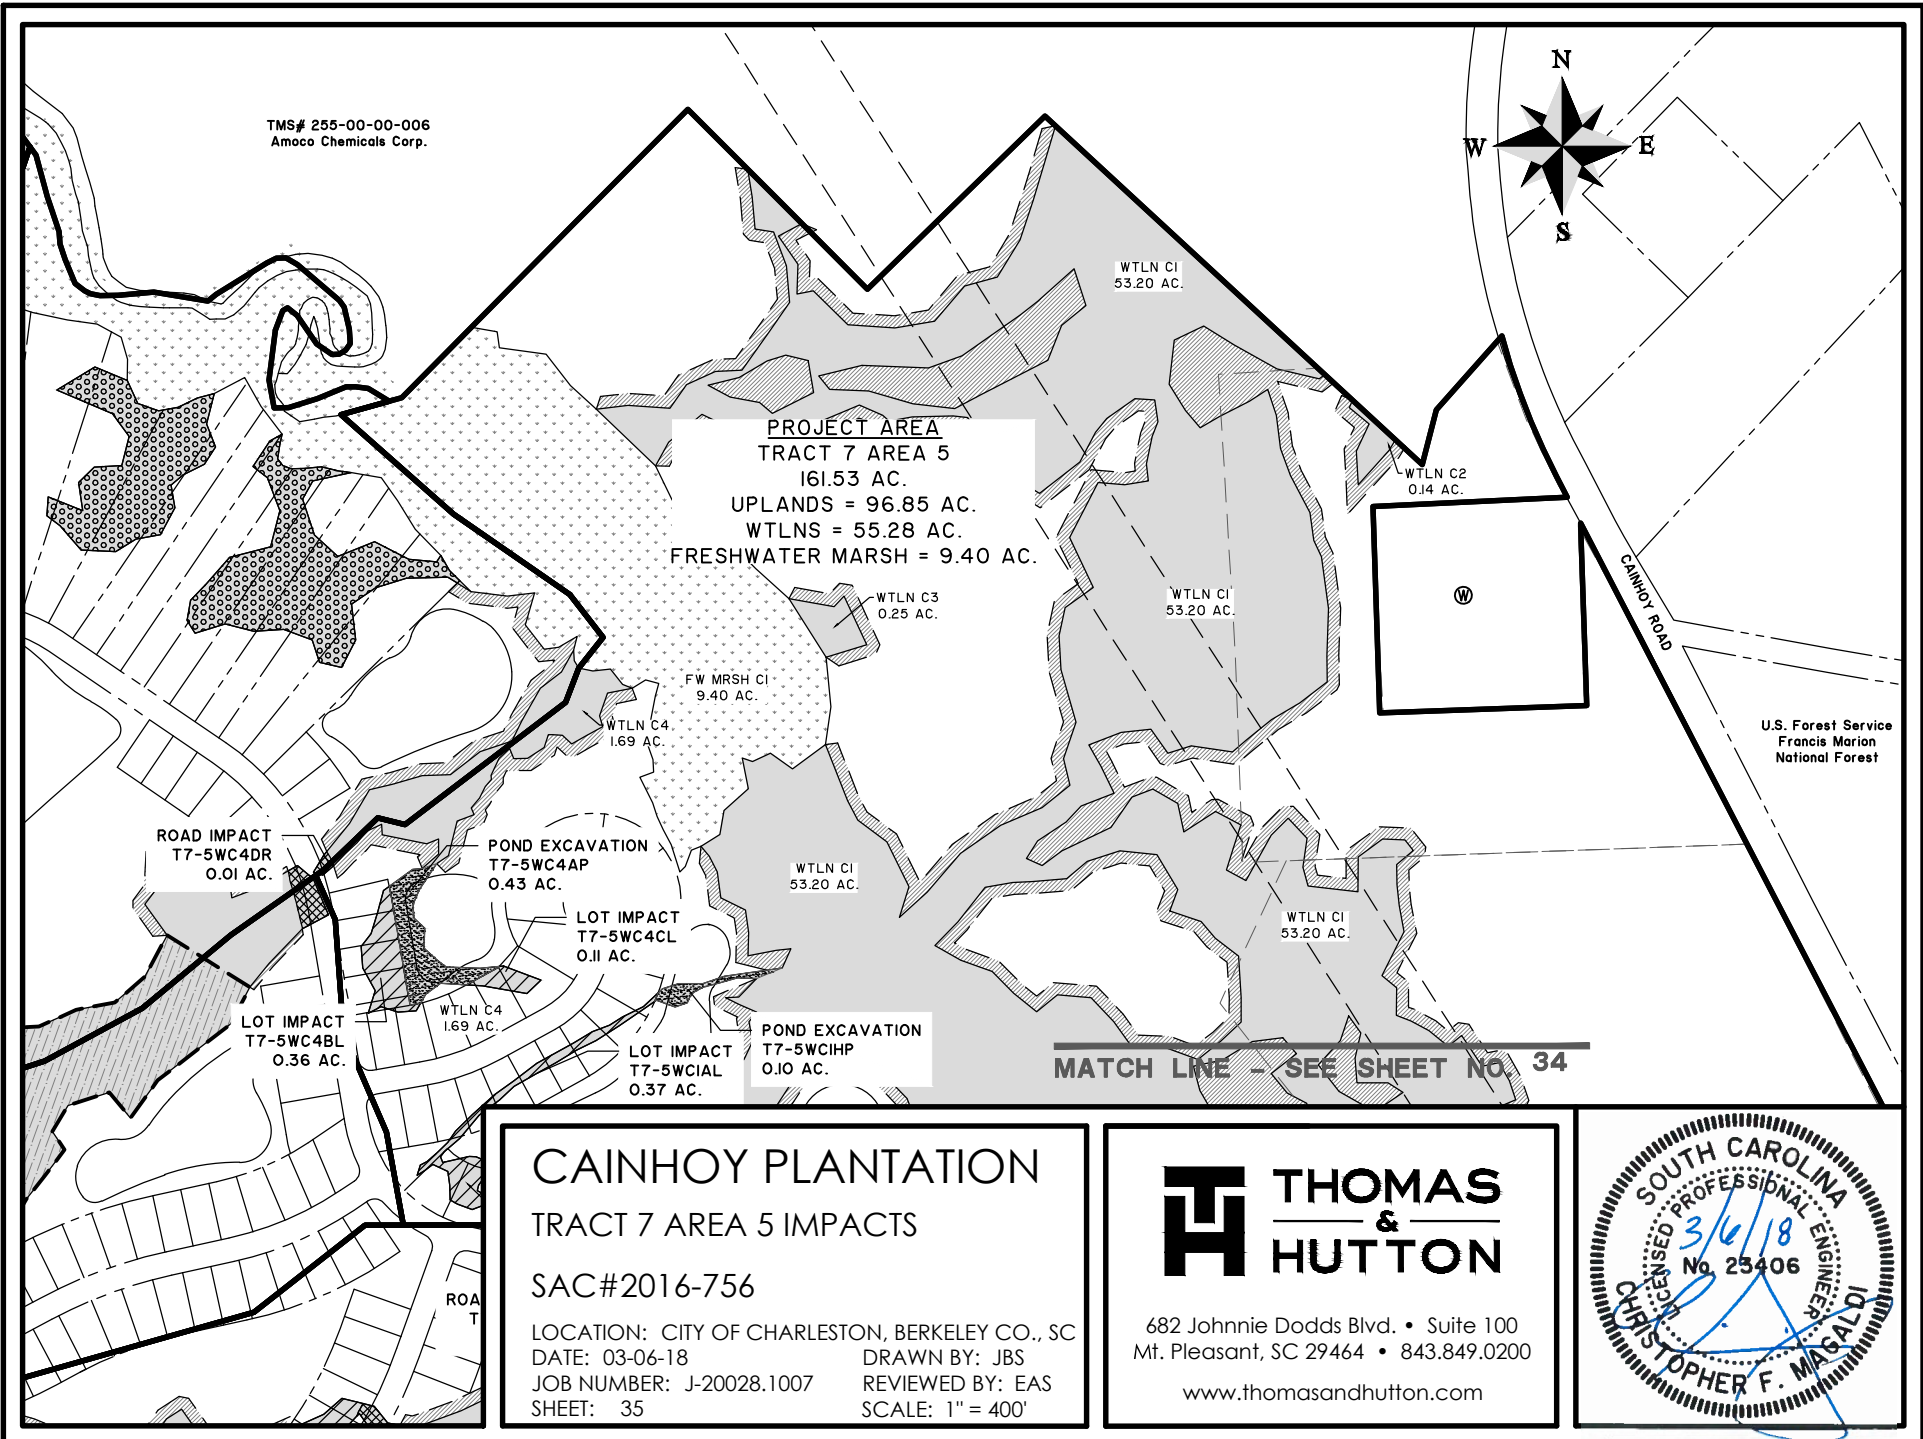 TMS# 255-00-00-006
Amoco Chemicals Corp.
N
W
E
S
WTLN C1
53.20 AC.
PROJECT AREA
TRACT 7 AREA 5
161.53 AC.
UPLANDS = 96.85 AC.
WTLNS = 55.28 AC.
FRESHWATER MARSH = 9.40 AC.
WTLN C2
0.14 AC.
WTLN C3
0.25 AC.
WTLN C1
53.20 AC.
W
CAINHOY ROAD
FW MRSH C1
9.40 AC.
WTLN C4
1.69 AC.
U.S. Forest Service
Francis Marion
National Forest
ROAD IMPACT
T7-5WC4DR
0.01 AC.
POND EXCAVATION
T7-5WC4AP
0.43 AC.
WTLN C1
53.20 AC.
LOT IMPACT
T7-5WC4CL
0.11 AC.
WTLN C1
53.20 AC.
LOT IMPACT
T7-5WC4BL
0.36 AC.
WTLN C4
1.69 AC.
LOT IMPACT
T7-5WC1AL
0.37 AC.
POND EXCAVATION
T7-5WC1HP
0.10 AC.
MATCH LINE - SEE SHEET NO. 34
ROA
T
CAINHOY PLANTATION
TRACT 7 AREA 5 IMPACTS
SAC#2016-756
LOCATION: CITY OF CHARLESTON, BERKELEY CO., SC
DATE: 03-06-18 DRAWN BY: JBS
JOB NUMBER: J-20028.1007 REVIEWED BY: EAS
SHEET: 35 SCALE: 1" = 400'
TH
THOMAS
&
HUTTON
682 Johnnie Dodds Blvd. • Suite 100
Mt. Pleasant, SC 29464 • 843.849.0200
www.thomasandhutton.com
SOUTH CAROLINA
LICENSED PROFESSIONAL ENGINEER
3/6/18
No. 23406
CHRISTOPHER F. MAGALDI